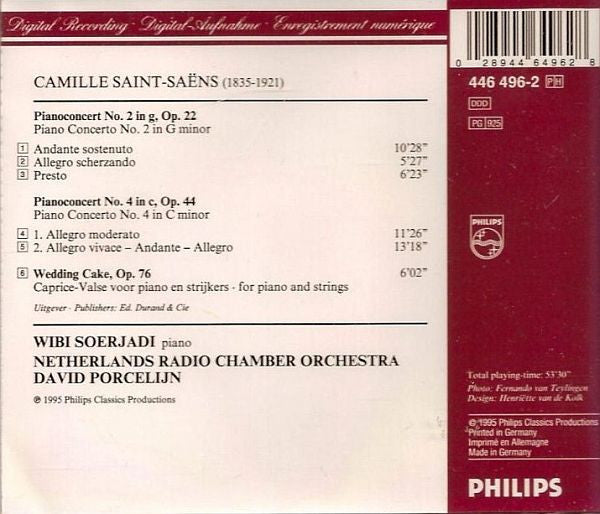 Digital Recording · Digital-Aufnahme · Enregistrement numérique
CAMILLE SAINT-SAËNS (1835-1921)
Pianoconcert No. 2 in g, Op. 22
Piano Concerto No. 2 in G minor
1 Andante sostenuto 10'28"
2 Allegro scherzando 5'27"
3 Presto 6'23"
Pianoconcert No. 4 in c, Op. 44
Piano Concerto No. 4 in C minor
4 1. Allegro moderato 11'26"
5 2. Allegro vivace – Andante – Allegro 13'18"
6 Wedding Cake, Op. 76 6'02"
Caprice-Valse voor piano en strijkers · for piano and strings
Uitgever · Publishers: Ed. Durand & Cie
WIBI SOERJADI piano
NETHERLANDS RADIO CHAMBER ORCHESTRA
DAVID PORCELIJN
℗ 1995 Philips Classics Productions
0 28944 64962 8
446 496-2 PH
DDD
PG 925
PHILIPS
Total playing-time: 53'30"
Photo: Fernando van Teylingen
Design: Henriëtte van de Kolk
© 1995 Philips Classics Productions
Printed in Germany
Imprimé en Allemagne
Made in Germany
PHILIPS